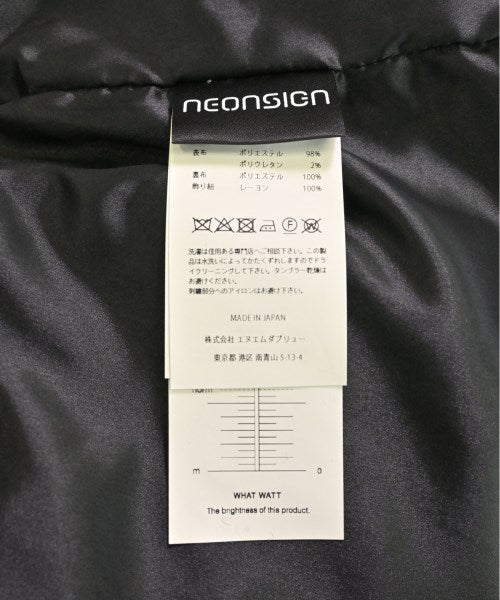 neonsign
表布 ポリエステル 98%
ポリウレタン 2%
裏布 ポリエステル 100%
飾り紐 レーヨン 100%
洗濯は信用ある専門店へご相談下さい。この製
品は水洗いによってかたくずれしますのでドラ
イクリーニングして下さい。タンブラー乾燥は
お避けください。
刺繍部分へのアイロンはお避け下さい。
MADE IN JAPAN
株式会社 エヌエムダブリュー
東京都 港区 南青山 5-13-4
norm
m 0
WHAT WATT
The brightness of this product.